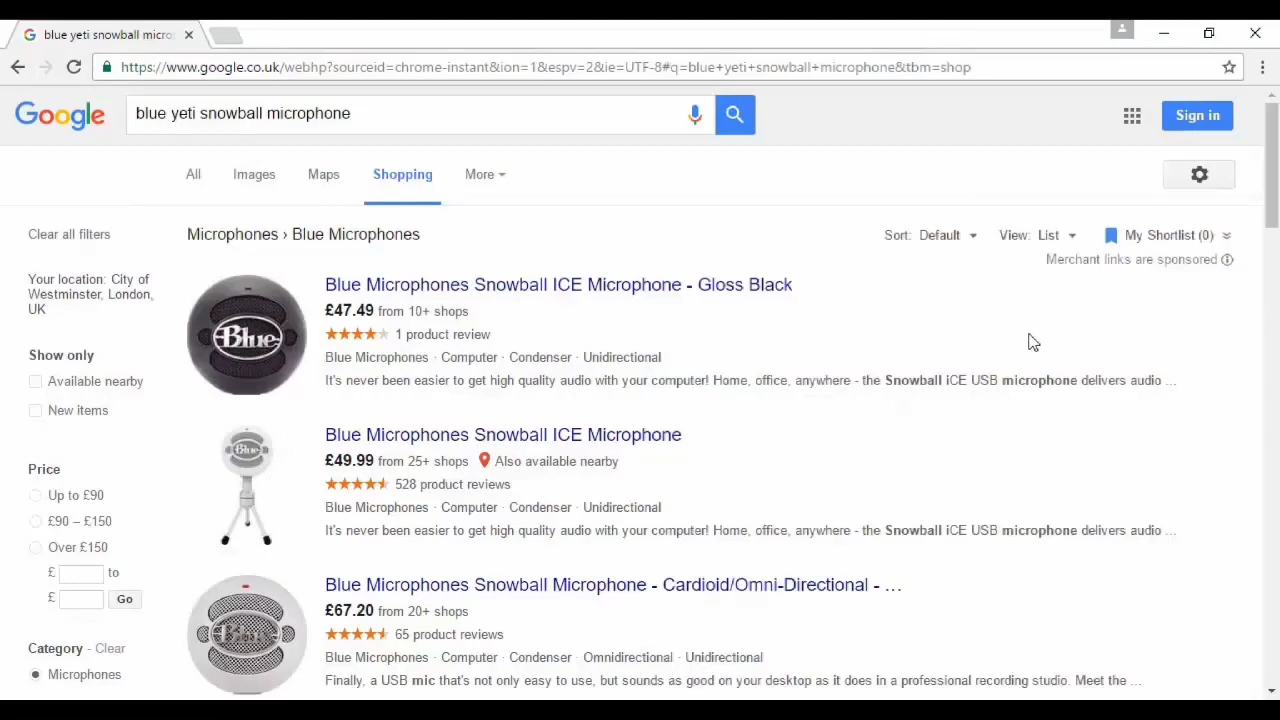 blue yeti snowball micro
https://www.google.co.uk/webhp?sourceid=chrome-instant&ion=1&espv=2&ie=UTF-8#q=blue+yeti+snowball+microphone&tbm=shop
Google
blue yeti snowball microphone
Sign in
All Images Maps Shopping More
Clear all filters
Microphones › Blue Microphones
Sort: Default View: List My Shortlist (0)
Merchant links are sponsored
Your location: City of
Westminster, London,
UK
Show only
Available nearby
New items
Price
Up to £90
£90 – £150
Over £150
£ to
£ Go
Category - Clear
Microphones
Blue
Blue Microphones Snowball ICE Microphone - Gloss Black
£47.49 from 10+ shops
1 product review
Blue Microphones · Computer · Condenser · Unidirectional
It's never been easier to get high quality audio with your computer! Home, office, anywhere - the Snowball iCE USB microphone delivers audio ...
Blue
Blue Microphones Snowball ICE Microphone
£49.99 from 25+ shops Also available nearby
528 product reviews
Blue Microphones · Computer · Condenser · Unidirectional
It's never been easier to get high quality audio with your computer! Home, office, anywhere - the Snowball iCE USB microphone delivers audio ...
Blue
Blue Microphones Snowball Microphone - Cardioid/Omni-Directional - ...
£67.20 from 20+ shops
65 product reviews
Blue Microphones · Computer · Condenser · Omnidirectional · Unidirectional
Finally, a USB mic that's not only easy to use, but sounds as good on your desktop as it does in a professional recording studio. Meet the ...